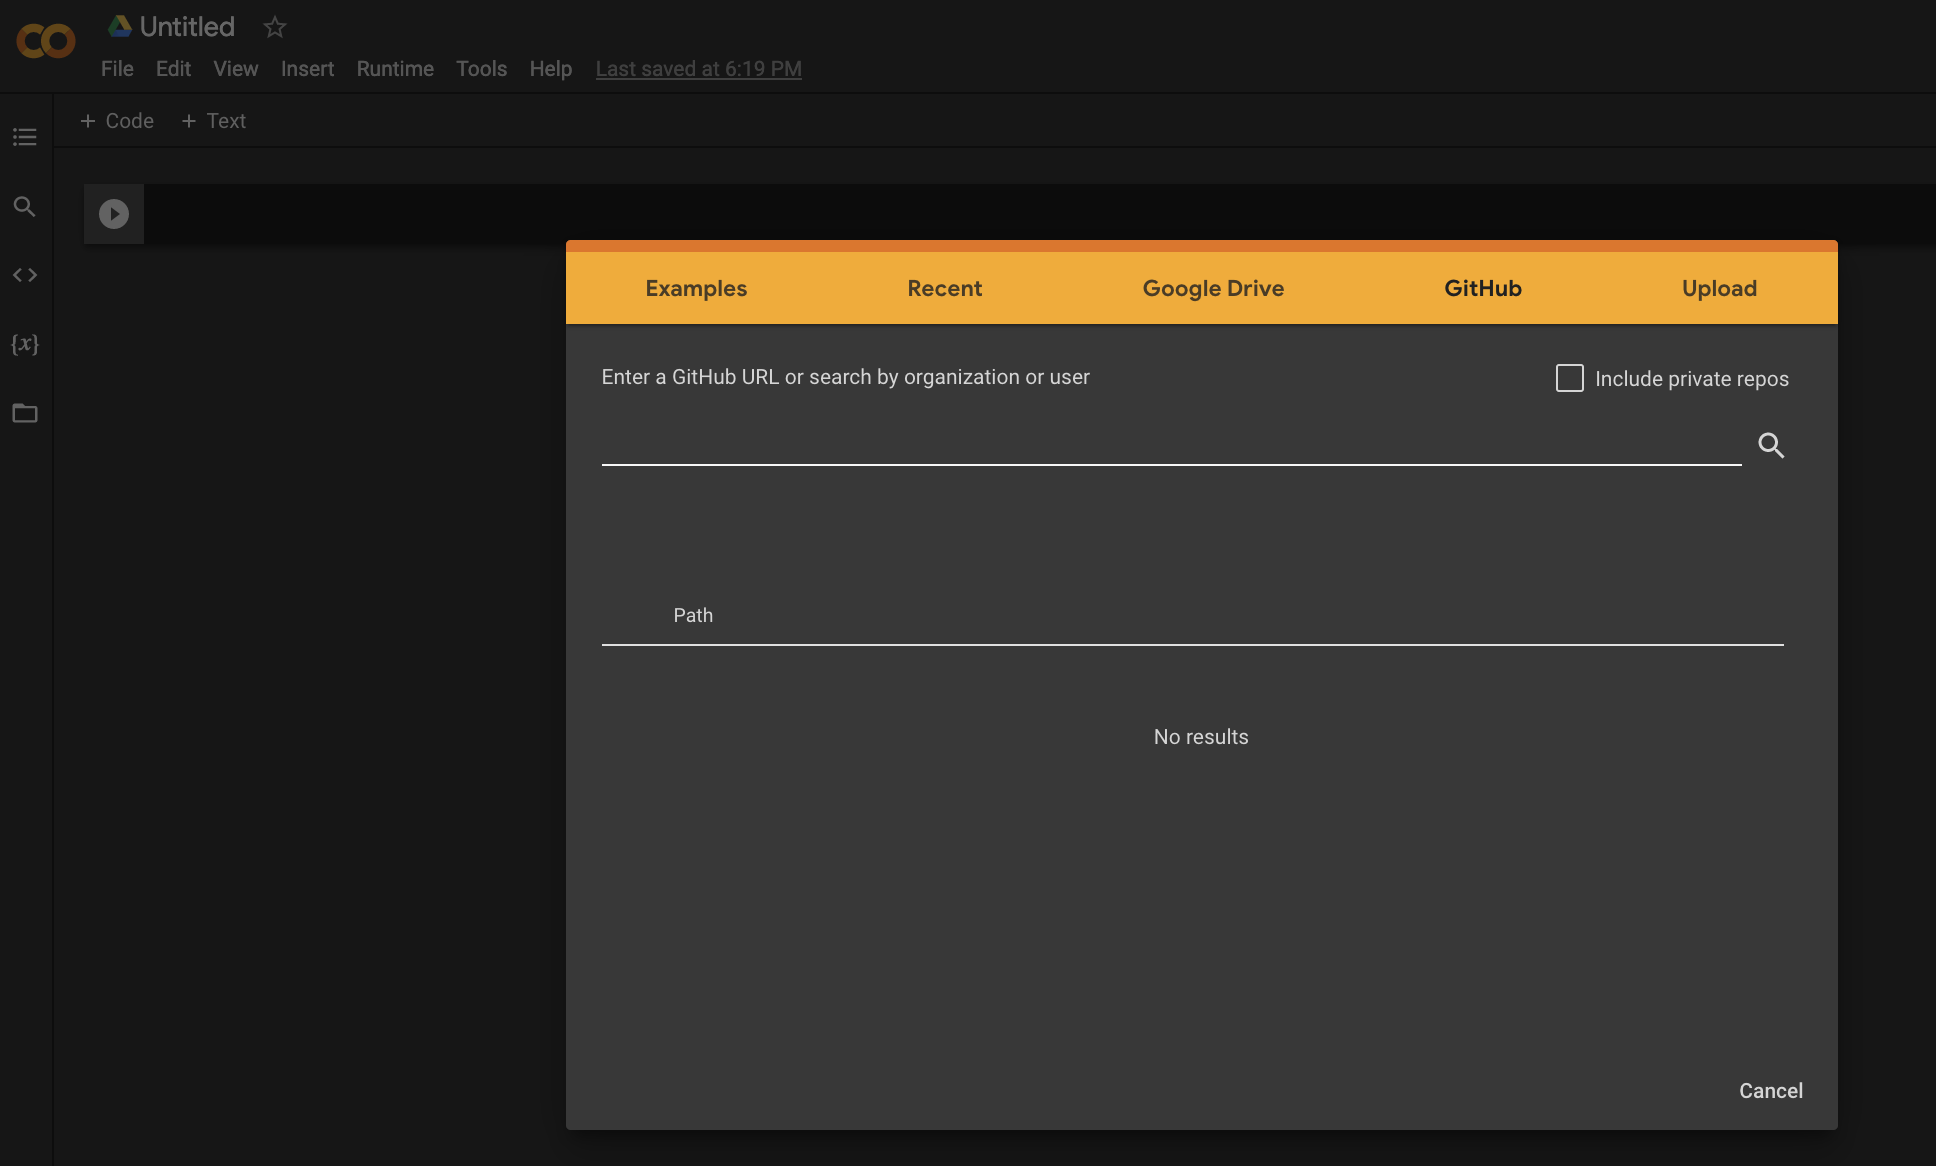 Untitled
File Edit View Insert Runtime Tools Help Last saved at 6:19 PM
+ Code + Text
{x}
Examples Recent Google Drive GitHub Upload
Enter a GitHub URL or search by organization or user
Include private repos
Path
No results
Cancel